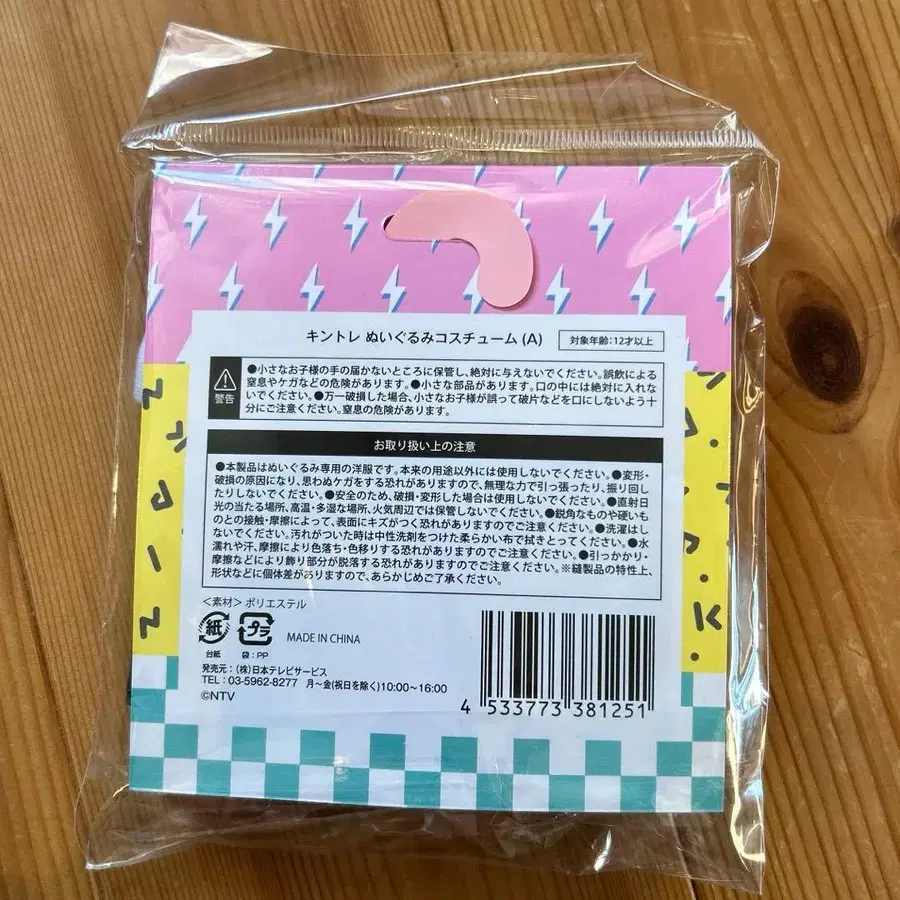 キントレ ぬいぐるみコスチューム(A)
対象年齢:12才以上
警告
●小さなお子様の手の届かないところに保管し、絶対に与えないでください。誤飲による
窒息やケガなどの危険があります。●小さな部品があります。口の中には絶対に入れな
いでください。●万一破損した場合、小さなお子様が誤って破片などを口にしないよう十
分にご注意ください。窒息の危険があります。
お取り扱い上の注意
●本製品はぬいぐるみ専用の洋服です。本来の用途以外には使用しないでください。●変形・
破損の原因になり、思わぬケガをする恐れがありますので、無理な力で引っ張ったり、振り回し
たりしないでください。●安全のため、破損・変形した場合は使用しないでください。●直射日
光の当たる場所、高温・多湿な場所、火気周辺では保管しないでください。●鋭角なものや硬いも
のとの接触・摩擦によって、表面にキズがつく恐れがありますのでご注意ください。●洗濯はし
ないでください。汚れがついた時は中性洗剤をつけた柔らかい布で拭きとってください。●水
濡れや汗、摩擦により色落ち・色移りする恐れがありますのでご注意ください。●引っかかり・
摩擦などにより飾り部分が脱落する恐れがありますのでご注意ください。※縫製品の特性上、
形状などに個体差がありますので、あらかじめご了承ください。
＜素材＞ポリエステル
紙 プラ MADE IN CHINA
台紙 袋:PP
発売元:(株)日本テレビサービス
TEL:03-5962-8277 月～金(祝日を除く)10:00～16:00
©NTV
4 533773 381251